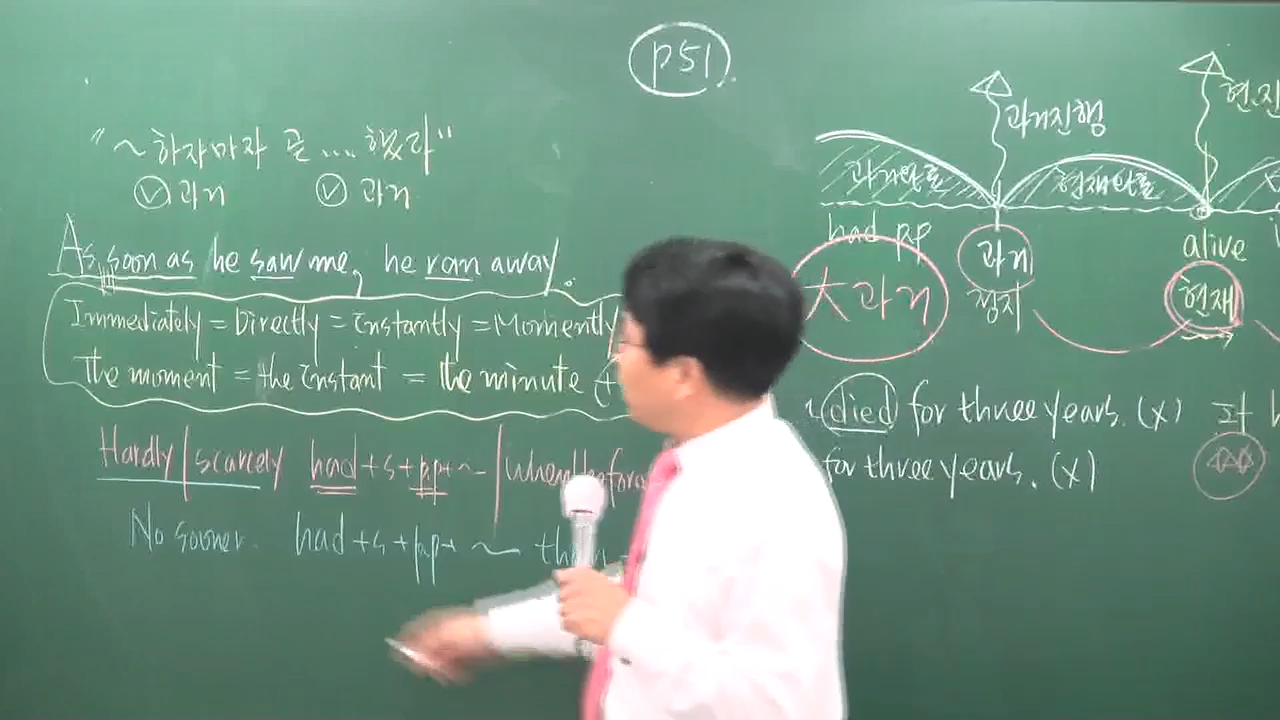 p51.
"~하자마자 곧 .... 했다"
과거 과거
As soon as he saw me, he ran away.
Immediately = Directly = Instantly = Momently
The moment = the instant = the minute
Hardly / scarcely had + s + pp + ~ / when / before
No sooner had + s + pp + ~ than
과거진행
과거완료 현재완료
had pp
大과거
과거
정지
alive
현재
died for three years. (x)
for three years. (x)